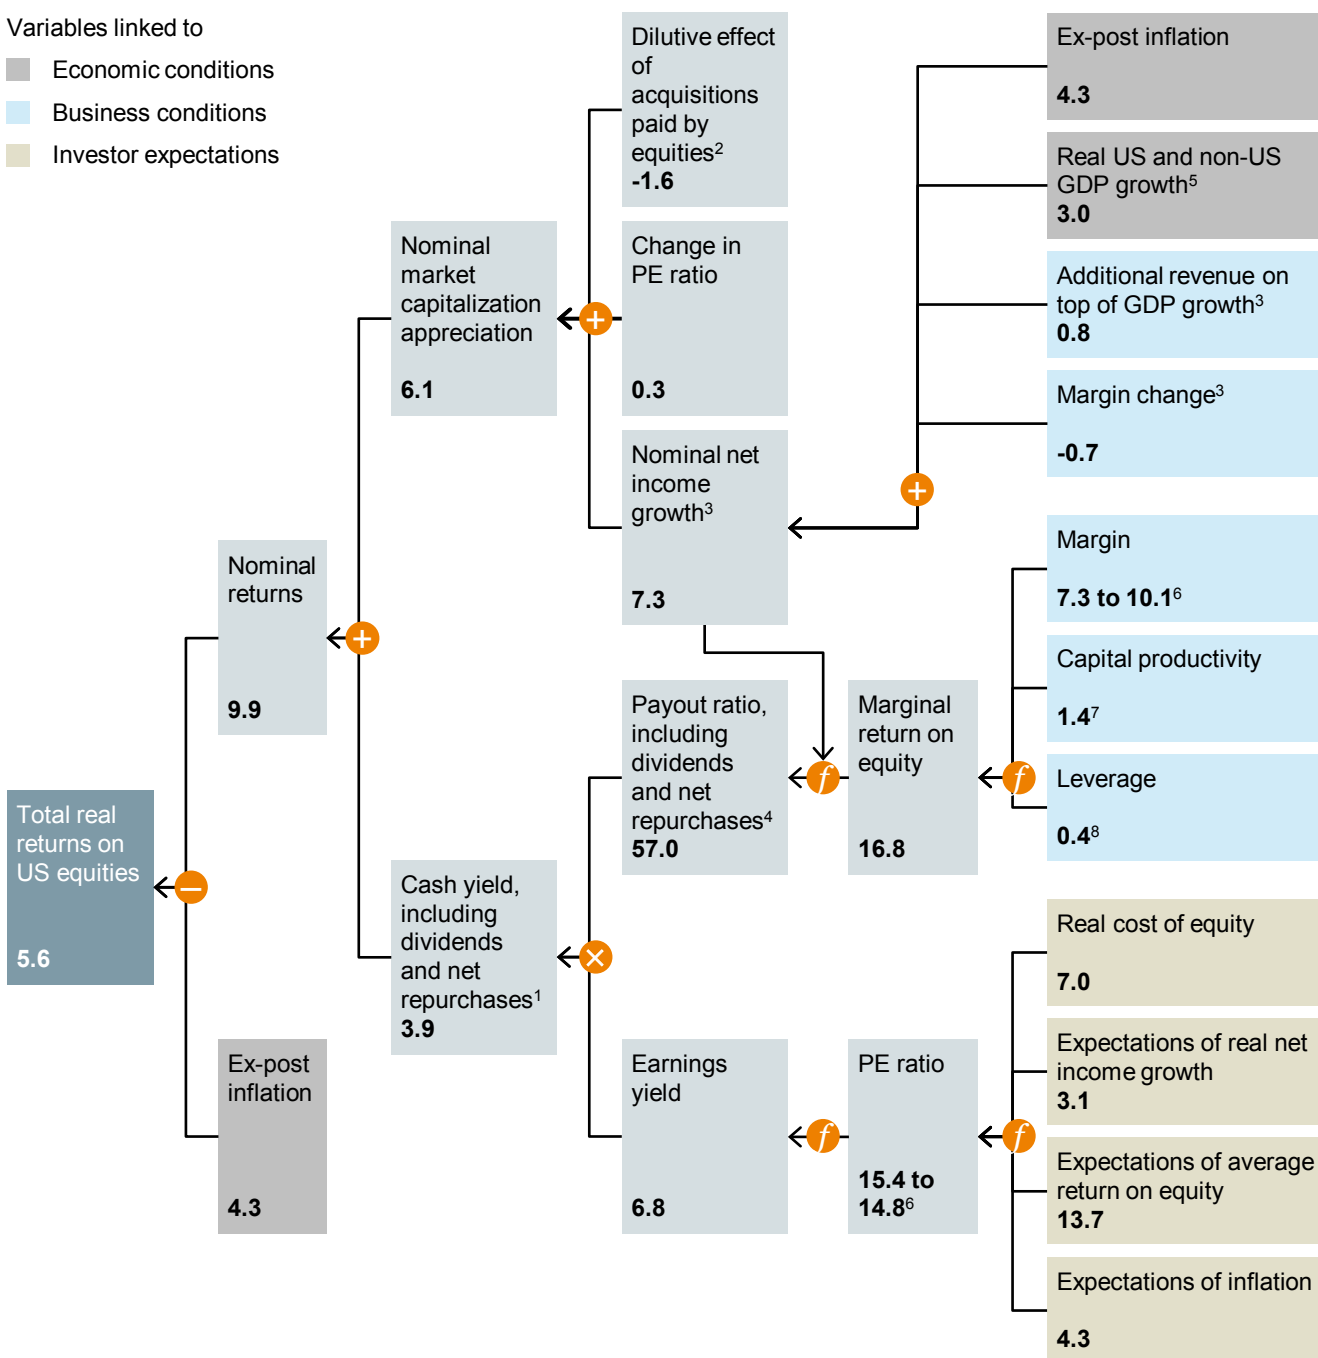 Variables linked to
Economic conditions
Business conditions
Investor expectations
Total real
returns on
US equities
5.6
–
Nominal
returns
9.9
Ex-post
inflation
4.3
+
Nominal
market
capitalization
appreciation
6.1
Cash yield,
including
dividends
and net
repurchases¹
3.9
+
×
Dilutive effect
of
acquisitions
paid by
equities²
-1.6
Change in
PE ratio
0.3
Nominal net
income
growth³
7.3
Payout ratio,
including
dividends
and net
repurchases⁴
57.0
Earnings
yield
6.8
f
f
Marginal
return on
equity
16.8
PE ratio
15.4 to
14.8⁶
+
f
f
Ex-post inflation
4.3
Real US and non-US
GDP growth⁵
3.0
Additional revenue on
top of GDP growth³
0.8
Margin change³
-0.7
Margin
7.3 to 10.1⁶
Capital productivity
1.4⁷
Leverage
0.4⁸
Real cost of equity
7.0
Expectations of real net
income growth
3.1
Expectations of average
return on equity
13.7
Expectations of inflation
4.3